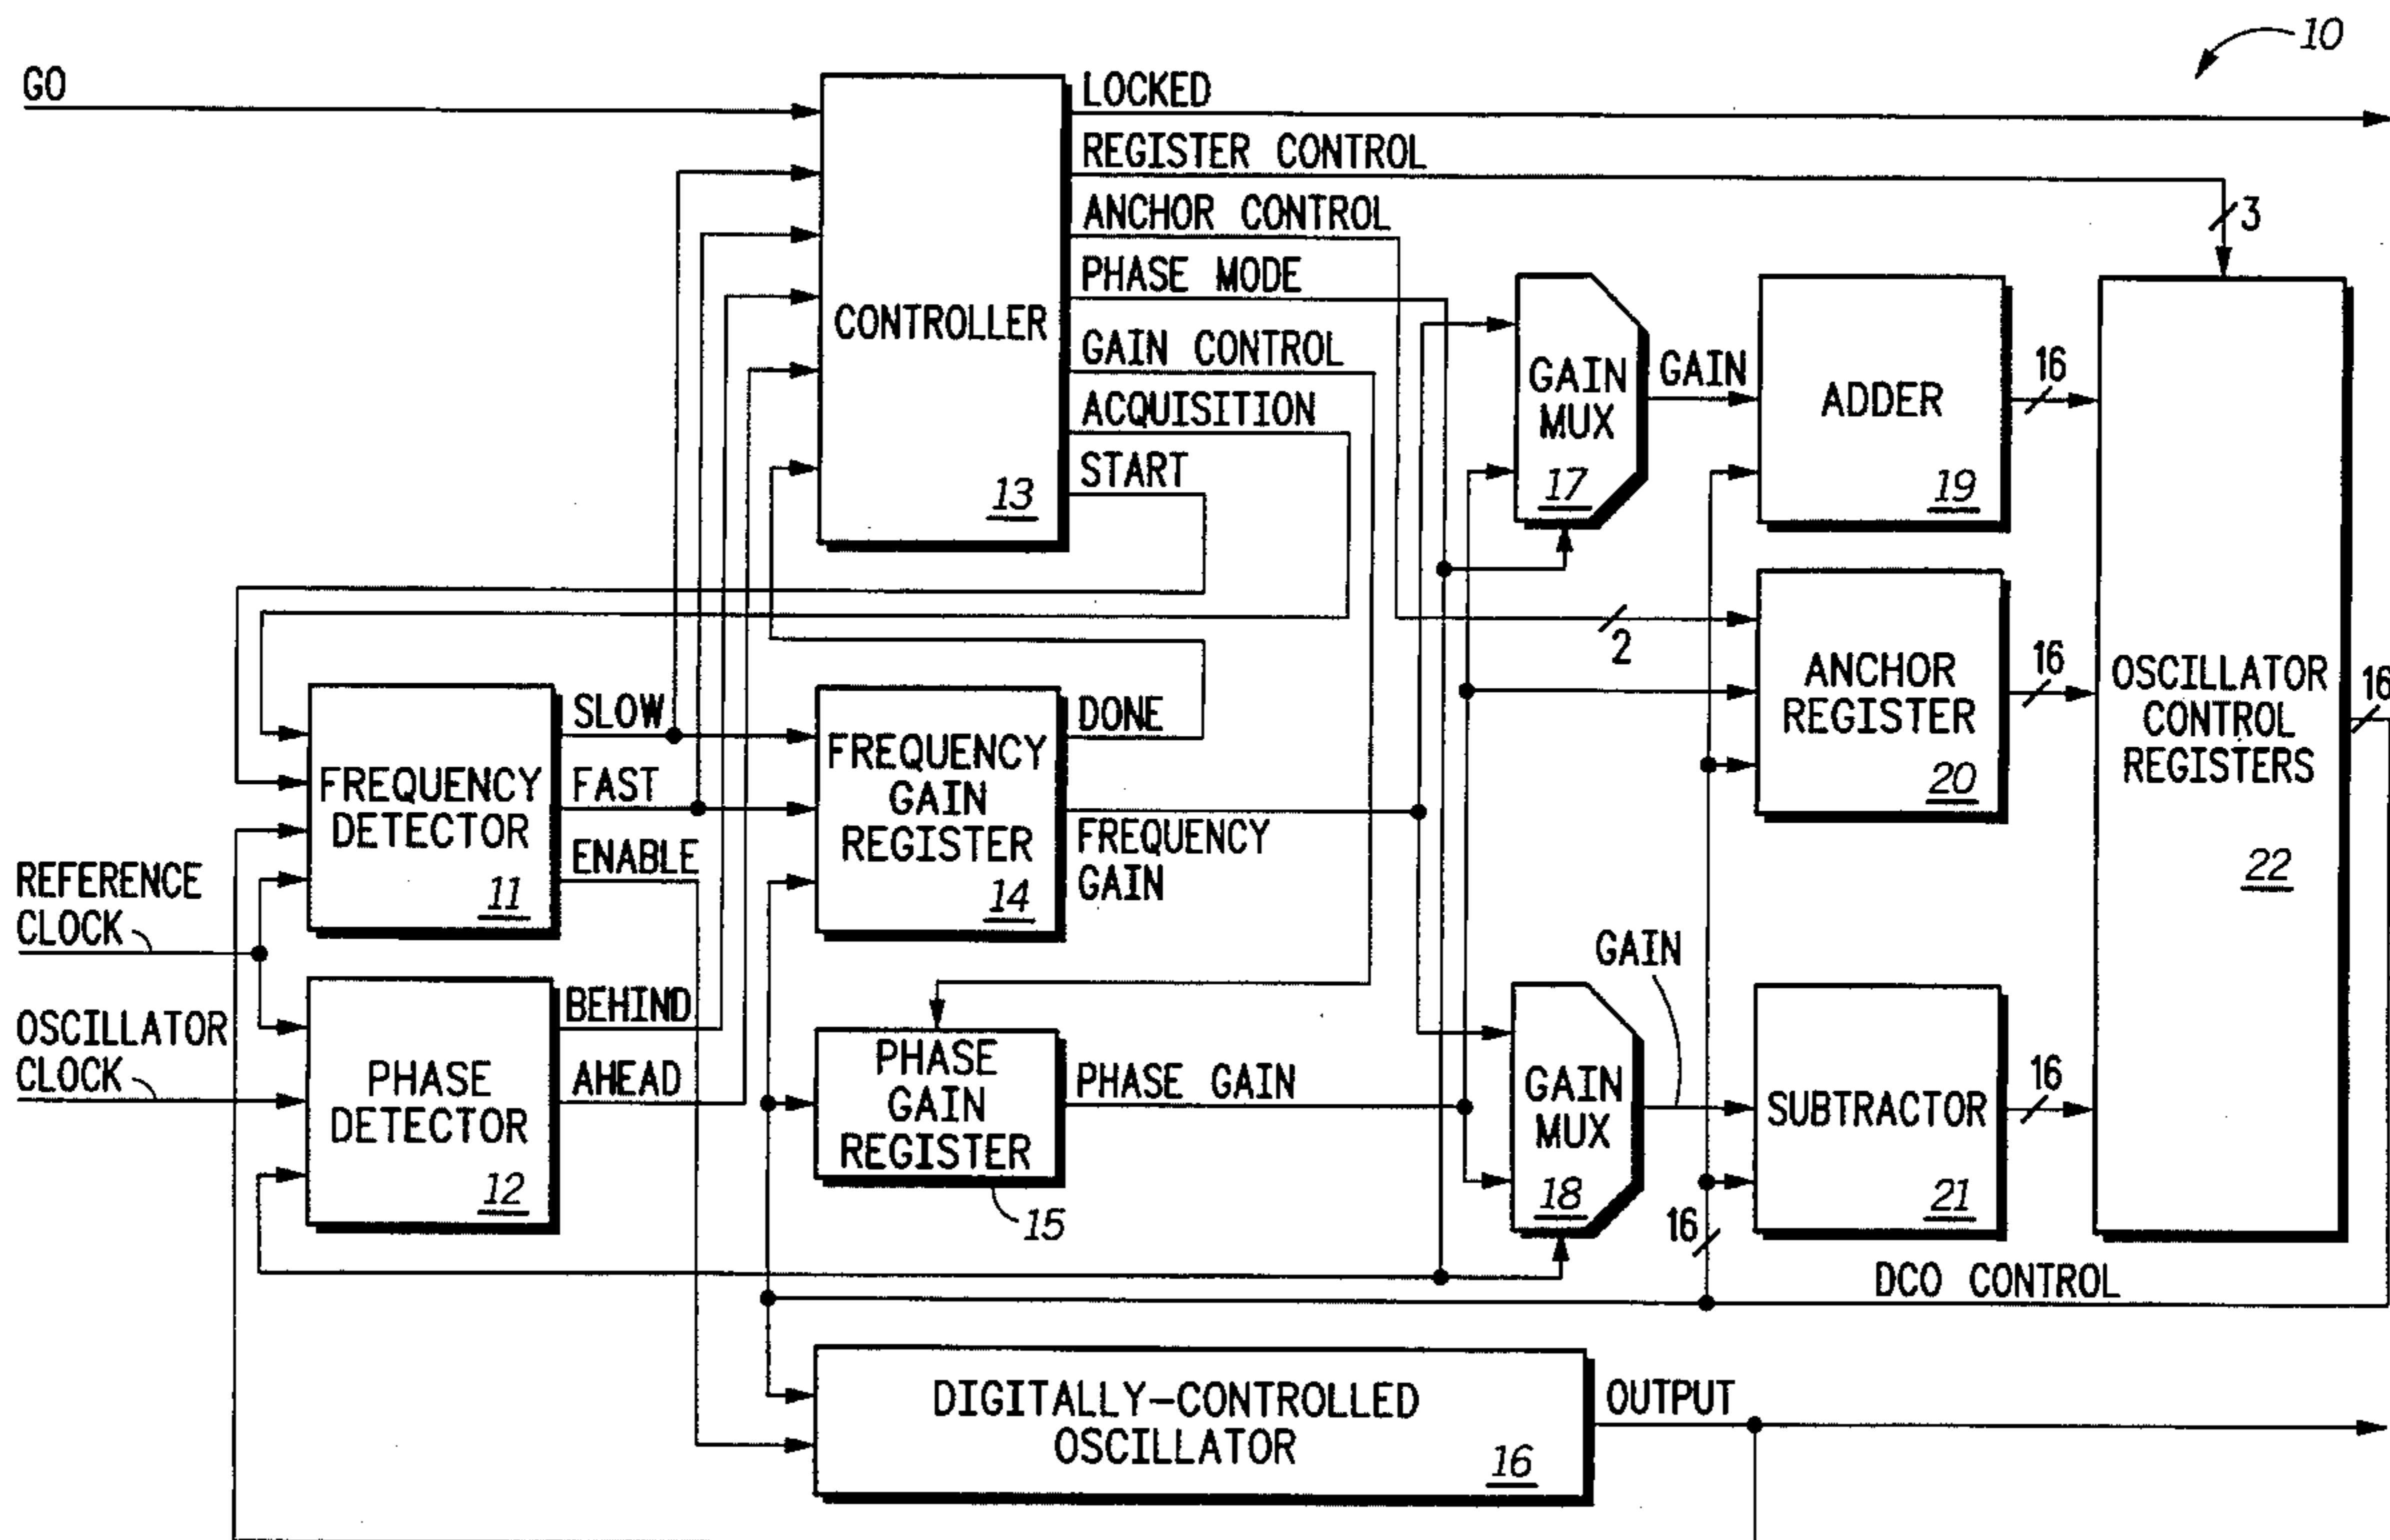 10
GO
LOCKED
REGISTER CONTROL
ANCHOR CONTROL
PHASE MODE
GAIN CONTROL
ACQUISITION
START
CONTROLLER
13
3
GAIN
MUX
17
GAIN
ADDER
19
16
2
ANCHOR
REGISTER
20
16
OSCILLATOR
CONTROL
REGISTERS
22
16
FREQUENCY
DETECTOR
11
SLOW
FAST
ENABLE
FREQUENCY
GAIN
REGISTER
14
DONE
FREQUENCY
GAIN
REFERENCE
CLOCK
OSCILLATOR
CLOCK
PHASE
DETECTOR
12
BEHIND
AHEAD
PHASE
GAIN
REGISTER
15
PHASE GAIN
GAIN
GAIN
MUX
18
SUBTRACTOR
21
16
16
DCO CONTROL
DIGITALLY-CONTROLLED
OSCILLATOR
16
OUTPUT